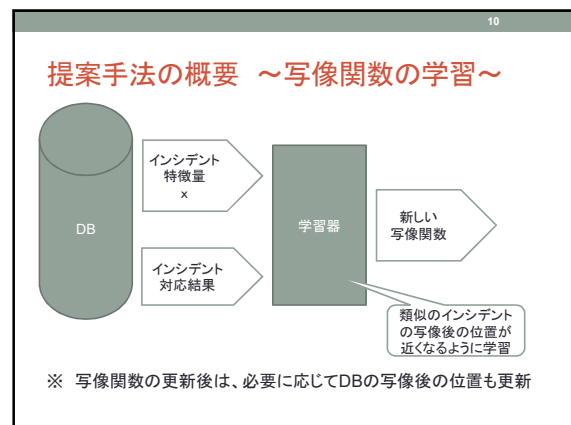 10
提案手法の概要 ～写像関数の学習～
DB
インシデント
特徴量
x
インシデント
対応結果
学習器
新しい
写像関数
類似のインシデント
の写像後の位置が
近くなるように学習
※ 写像関数の更新後は、必要に応じてDBの写像後の位置も更新